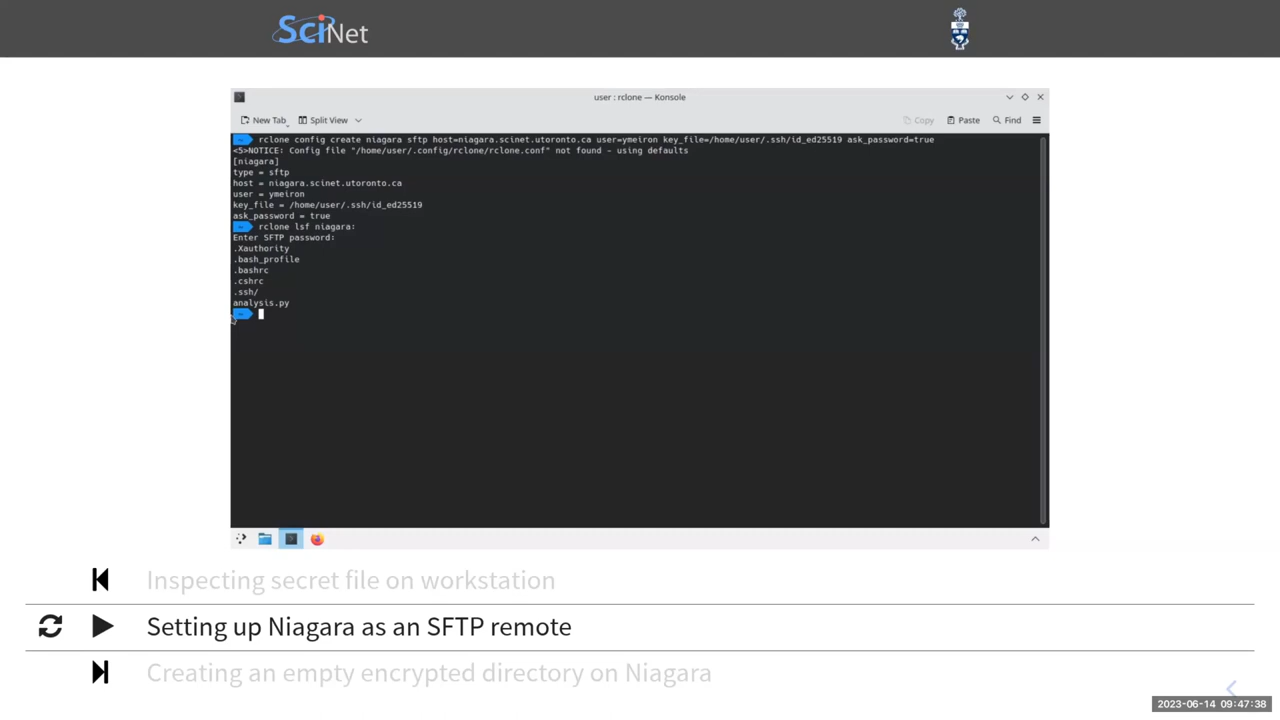 SciNet
user : rclone — Konsole
New Tab Split View Copy Paste Find
~ rclone config create niagara sftp host=niagara.scinet.utoronto.ca user=ymeiron key_file=/home/user/.ssh/id_ed25519 ask_password=true
<5>NOTICE: Config file "/home/user/.config/rclone/rclone.conf" not found - using defaults
[niagara]
type = sftp
host = niagara.scinet.utoronto.ca
user = ymeiron
key_file = /home/user/.ssh/id_ed25519
ask_password = true
~ rclone lsf niagara:
Enter SFTP password:
.Xauthority
.bash_profile
.bashrc
.cshrc
.ssh/
analysis.py
~
Inspecting secret file on workstation
Setting up Niagara as an SFTP remote
Creating an empty encrypted directory on Niagara
2023-06-14 09:47:38